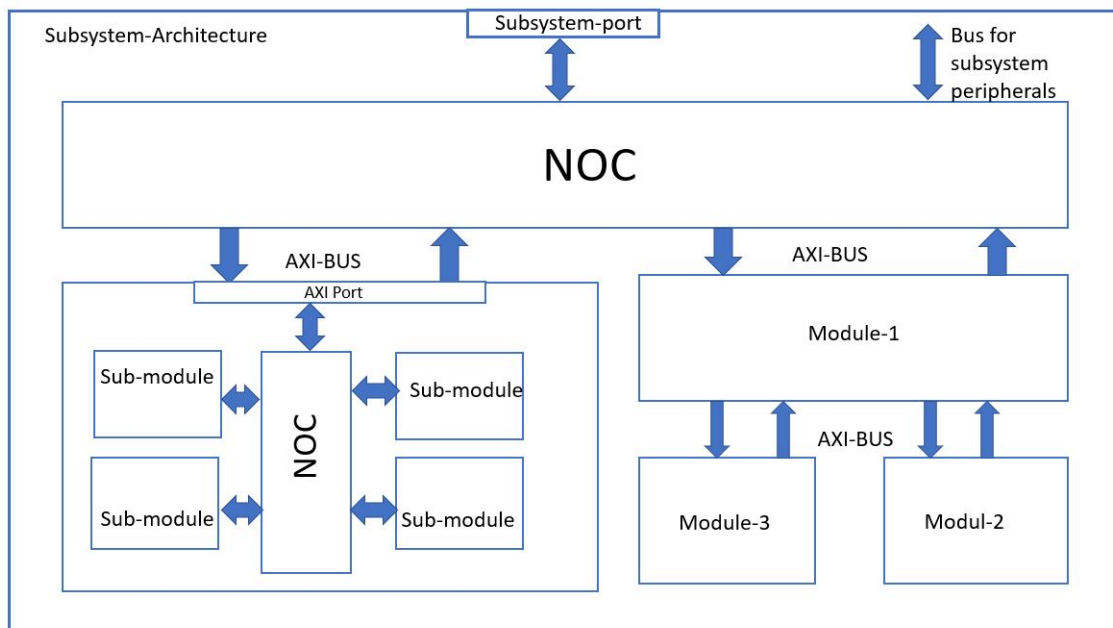 Subsystem-port
Subsystem-Architecture
Bus for
subsystem
peripherals
NOC
AXI-BUS
AXI-BUS
AXI Port
Module-1
Sub-module
Sub-module
NOC
AXI-BUS
Sub-module
Sub-module
Module-3
Modul-2